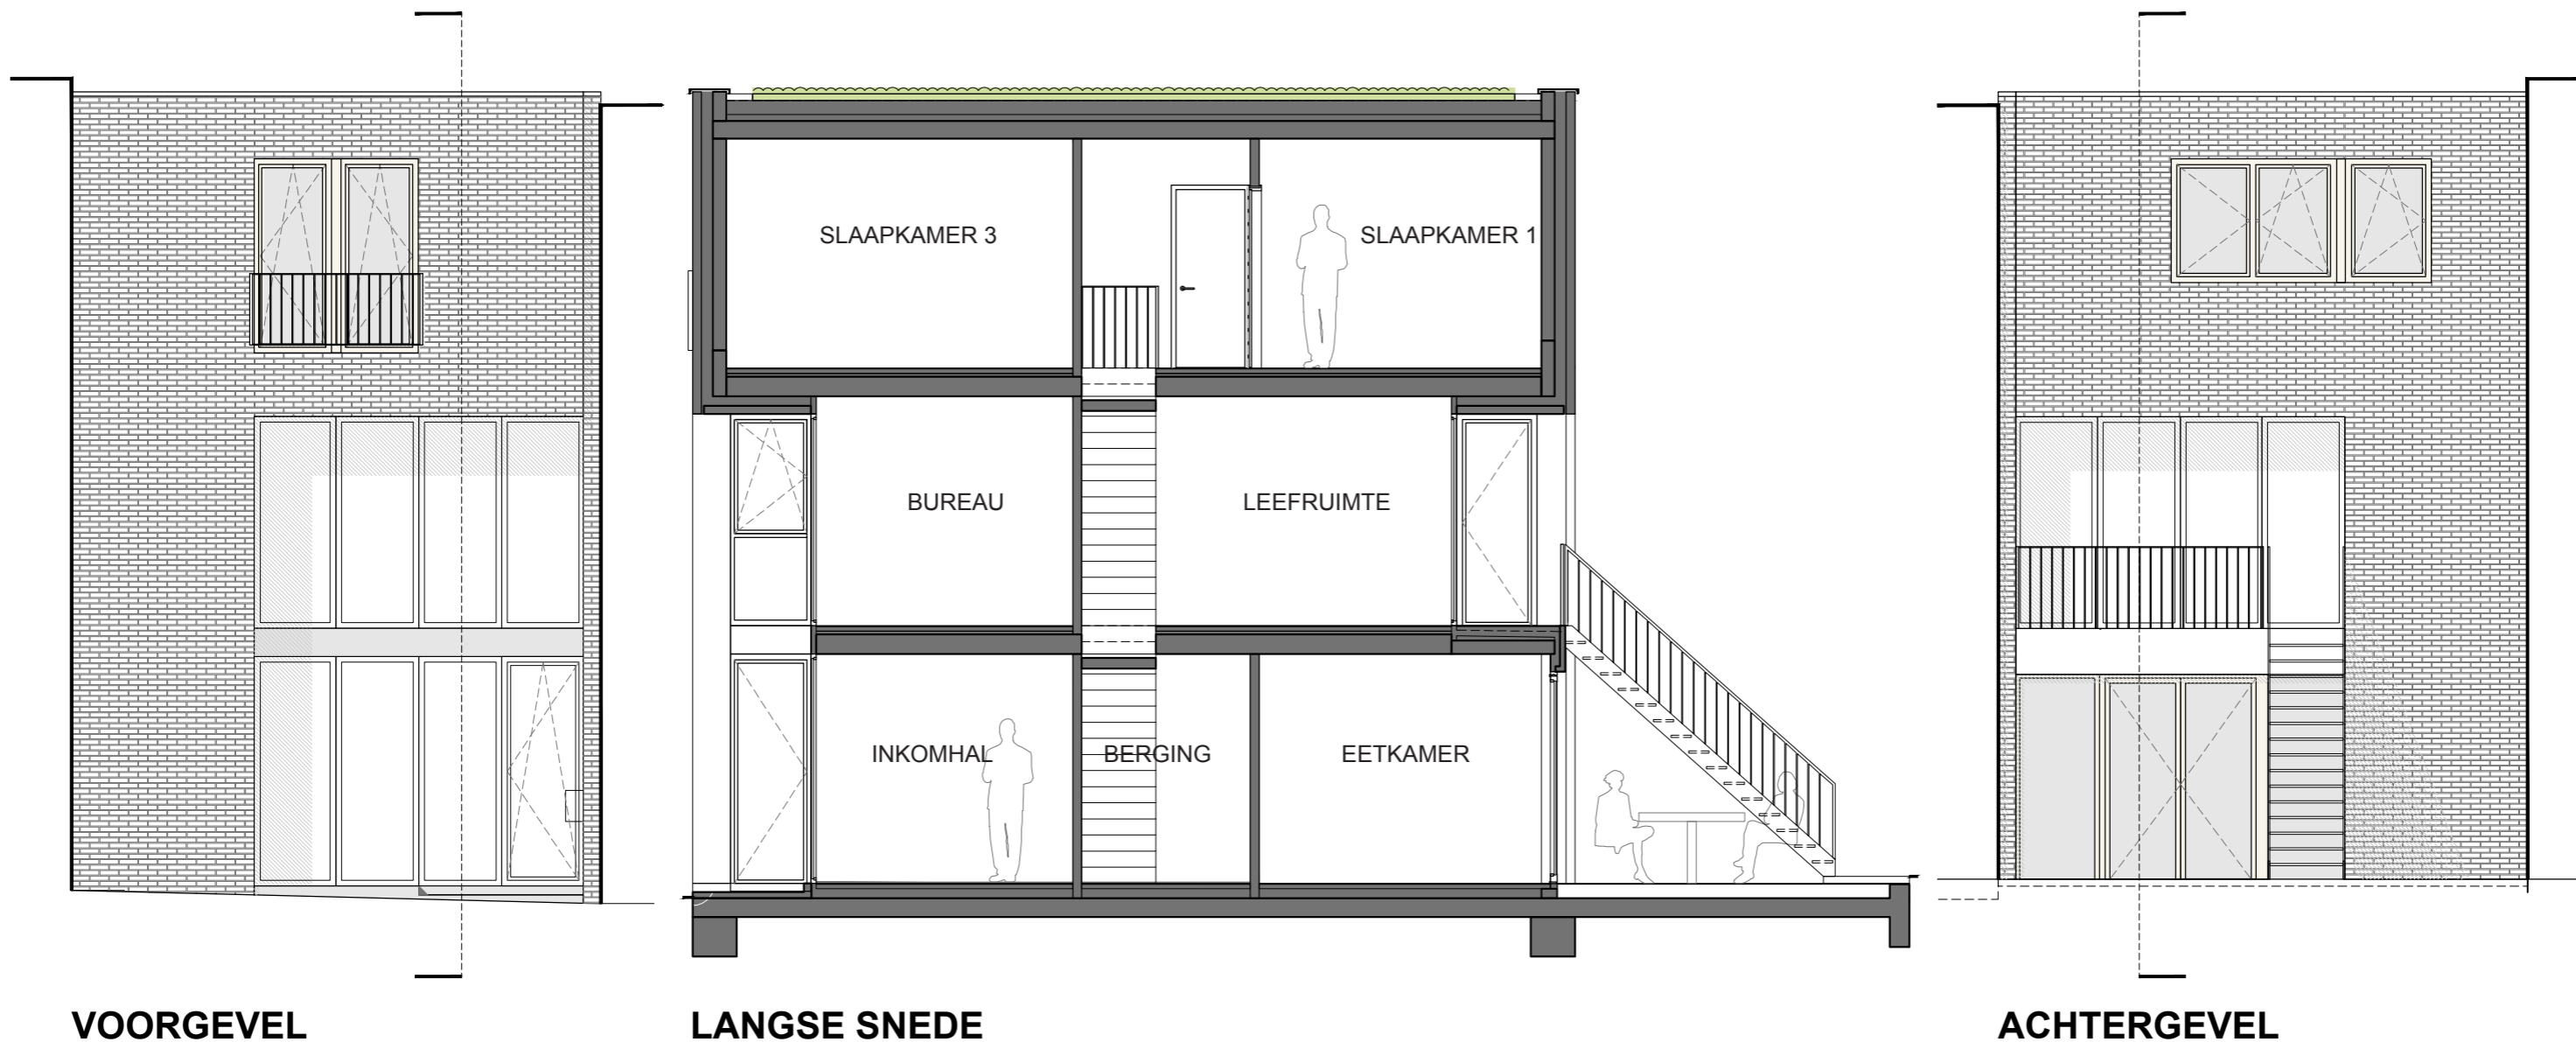 SLAAPKAMER 3
SLAAPKAMER 1
BUREAU
LEEFRUIMTE
INKOMHAL
BERGING
EETKAMER
VOORGEVEL
LANGSE SNEDE
ACHTERGEVEL